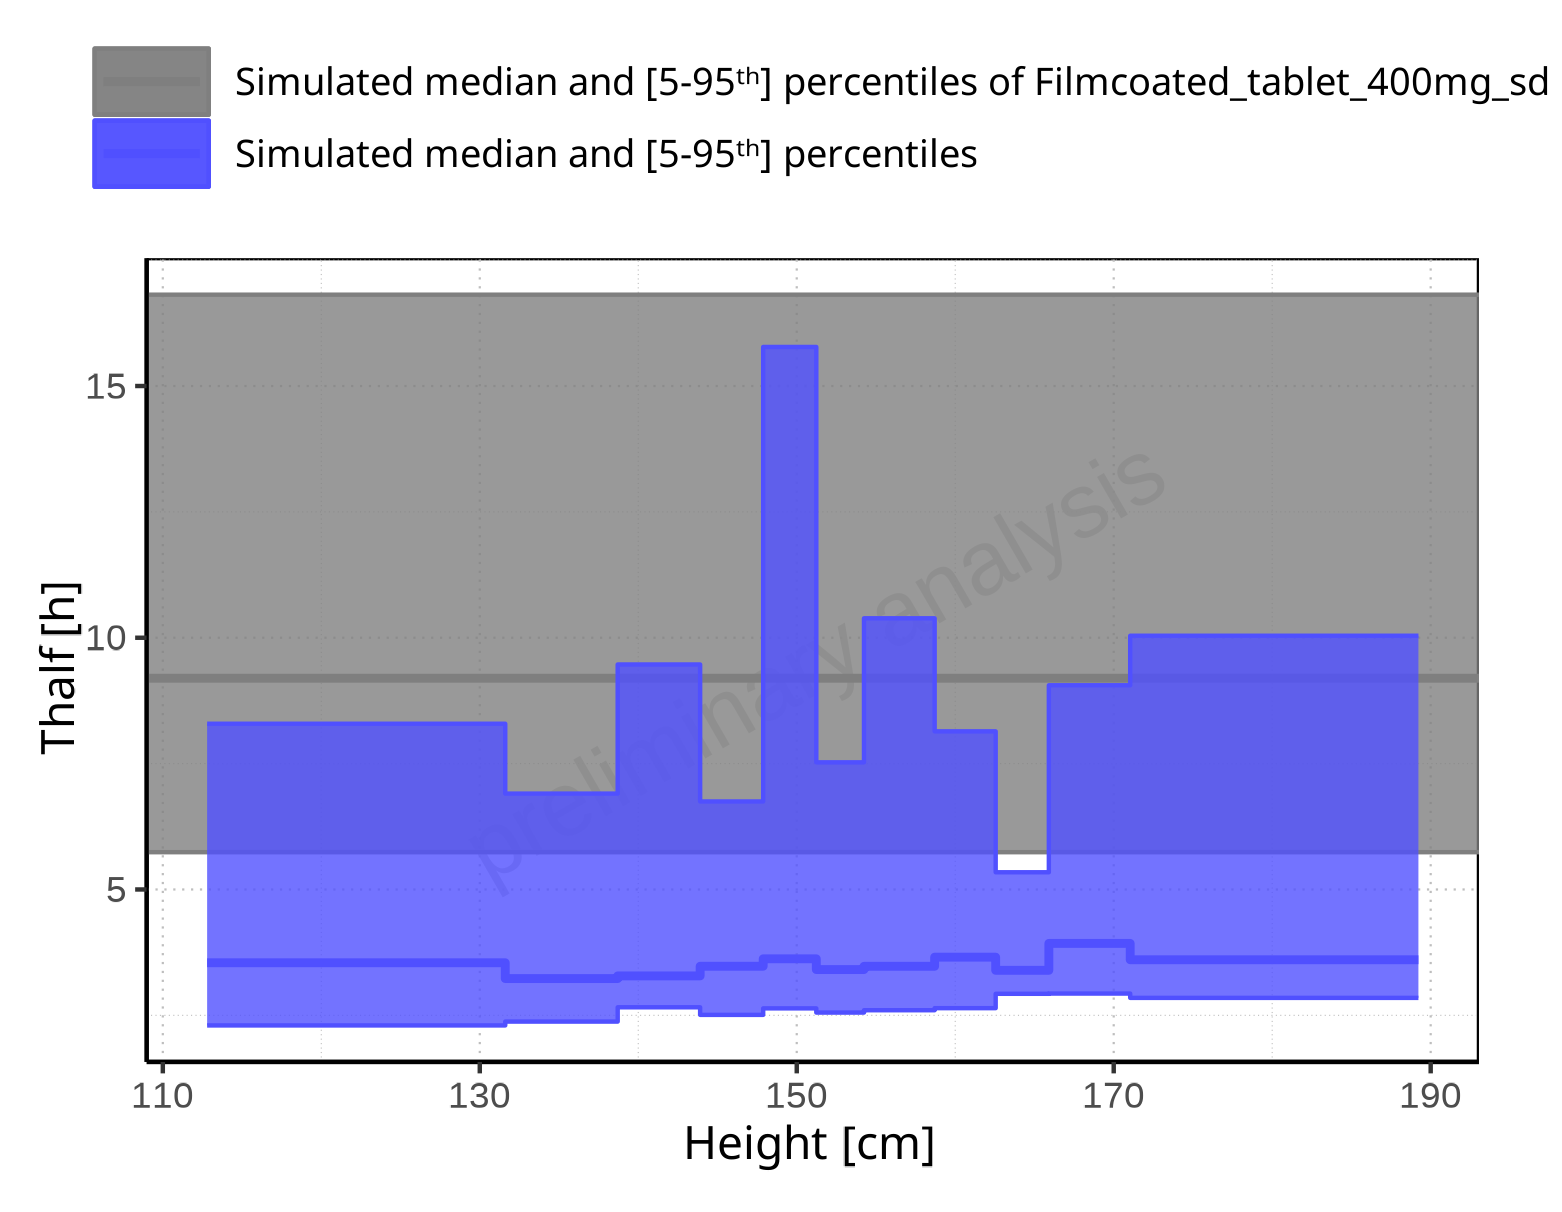 Simulated median and [5-95ᵗʰ] percentiles of Filmcoated_tablet_400mg_sd
Simulated median and [5-95ᵗʰ] percentiles
15
10
5
Thalf [h]
preliminary analysis
110 130 150 170 190
Height [cm]